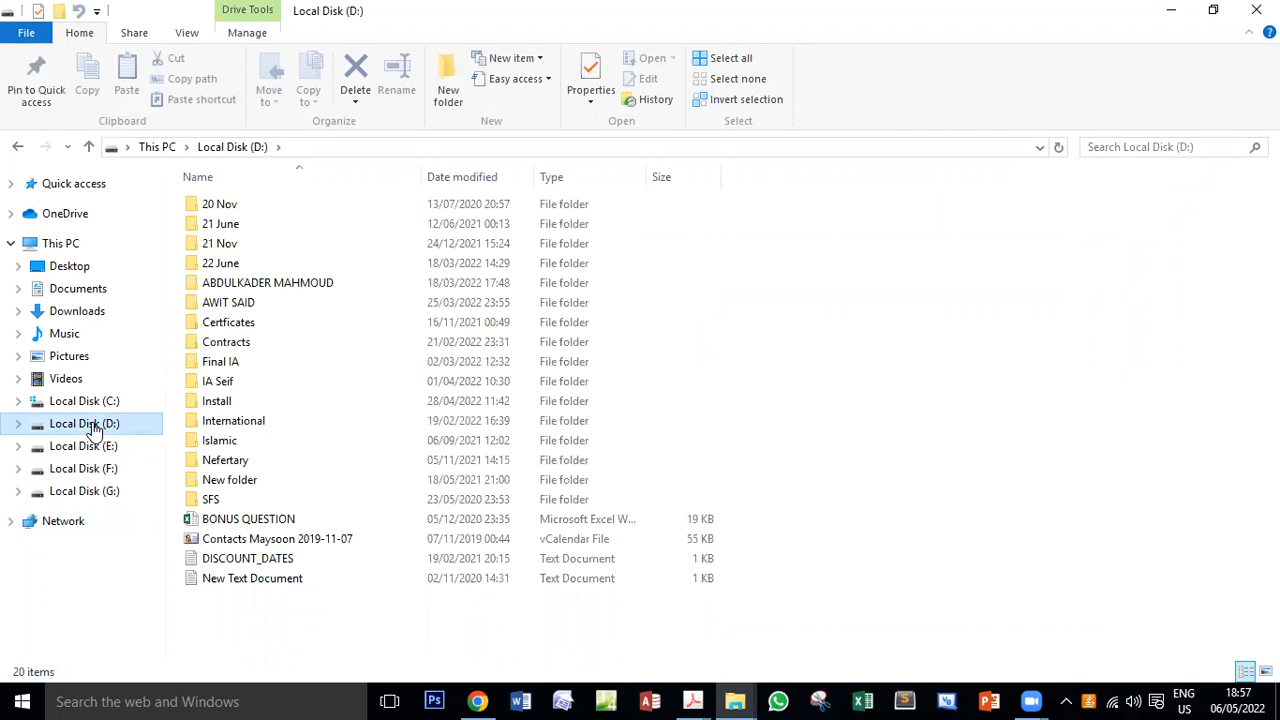 Drive Tools
Local Disk (D:)
File
Home
Share
View
Manage
Pin to Quick access
Copy
Paste
Cut
Copy path
Paste shortcut
Clipboard
Move to
Copy to
Delete
Rename
Organize
New folder
New item
Easy access
New
Properties
Open
Edit
History
Open
Select all
Select none
Invert selection
Select
This PC
Local Disk (D:)
Search Local Disk (D:)
Quick access
OneDrive
This PC
Desktop
Documents
Downloads
Music
Pictures
Videos
Local Disk (C:)
Local Disk (D:)
Local Disk (E:)
Local Disk (F:)
Local Disk (G:)
Network
Name Date modified Type Size
20 Nov 13/07/2020 20:57 File folder
21 June 12/06/2021 00:13 File folder
21 Nov 24/12/2021 15:24 File folder
22 June 18/03/2022 14:29 File folder
ABDULKADER MAHMOUD 18/03/2022 17:48 File folder
AWIT SAID 25/03/2022 23:55 File folder
Certficates 16/11/2021 00:49 File folder
Contracts 21/02/2022 23:31 File folder
Final IA 02/03/2022 12:32 File folder
IA Seif 01/04/2022 10:30 File folder
Install 28/04/2022 11:42 File folder
International 19/02/2022 16:39 File folder
Islamic 06/09/2021 12:02 File folder
Nefertary 05/11/2021 14:15 File folder
New folder 18/05/2021 21:00 File folder
SFS 23/05/2020 23:53 File folder
BONUS QUESTION 05/12/2020 23:35 Microsoft Excel W... 19 KB
Contacts Maysoon 2019-11-07 07/11/2019 00:44 vCalendar File 55 KB
DISCOUNT_DATES 19/02/2021 20:15 Text Document 1 KB
New Text Document 02/11/2020 14:31 Text Document 1 KB
20 items
Search the web and Windows
ENG
US
18:57
06/05/2022